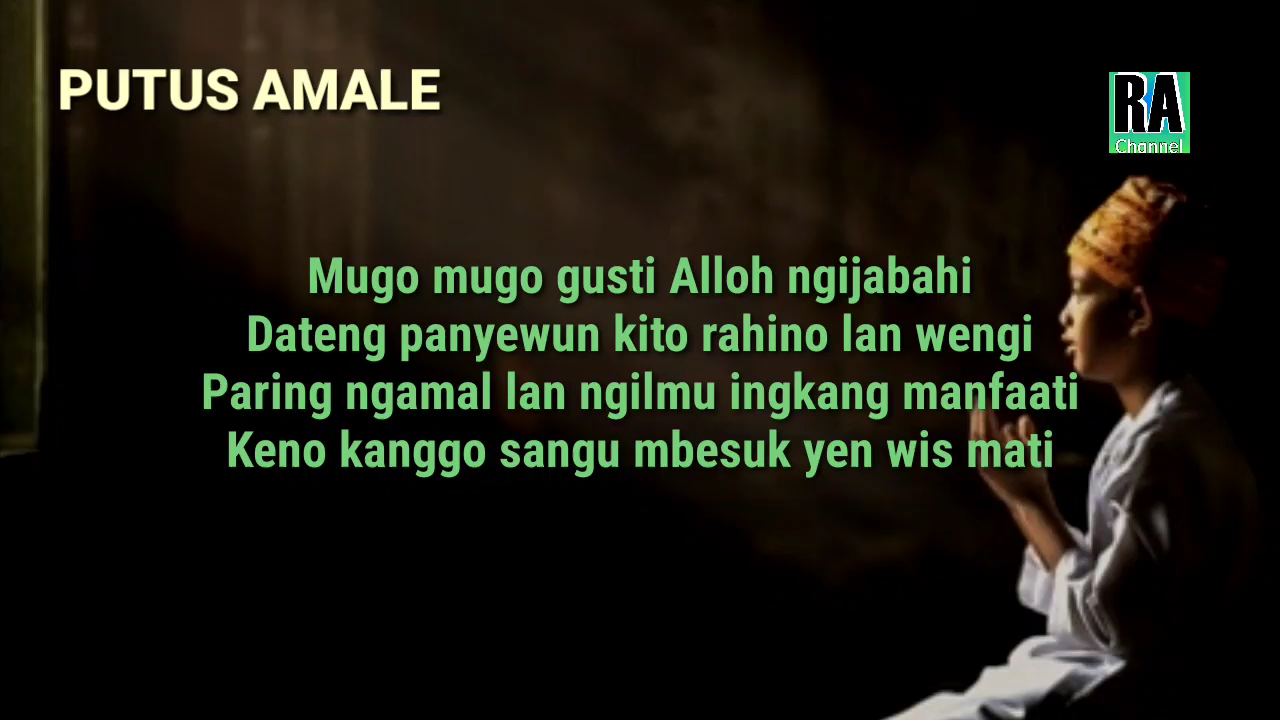 PUTUS AMALE
RA
Channel
Mugo mugo gusti Alloh ngijabahi
Dateng panyewun kito rahino lan wengi
Paring ngamal lan ngilmu ingkang manfaati
Keno kanggo sangu mbesuk yen wis mati